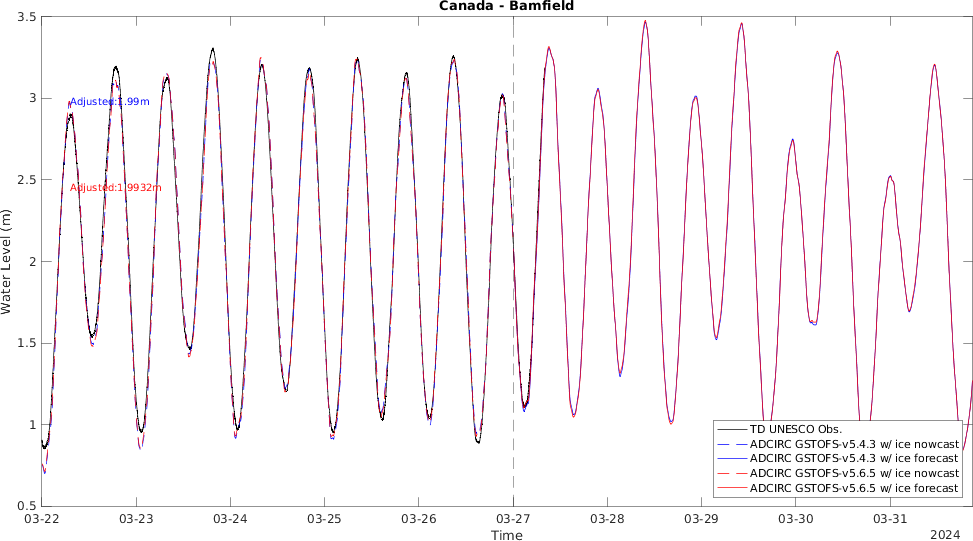 Canada - Bamfield
3.5
3
2.5
2
1.5
1
0.5
Water Level (m)
Adjusted:1.99m
Adjusted:1.9932m
TD UNESCO Obs.
ADCIRC GSTOFS-v5.4.3 w/ ice nowcast
ADCIRC GSTOFS-v5.4.3 w/ ice forecast
ADCIRC GSTOFS-v5.6.5 w/ ice nowcast
ADCIRC GSTOFS-v5.6.5 w/ ice forecast
03-22 03-23 03-24 03-25 03-26 03-27 03-28 03-29 03-30 03-31
Time
2024